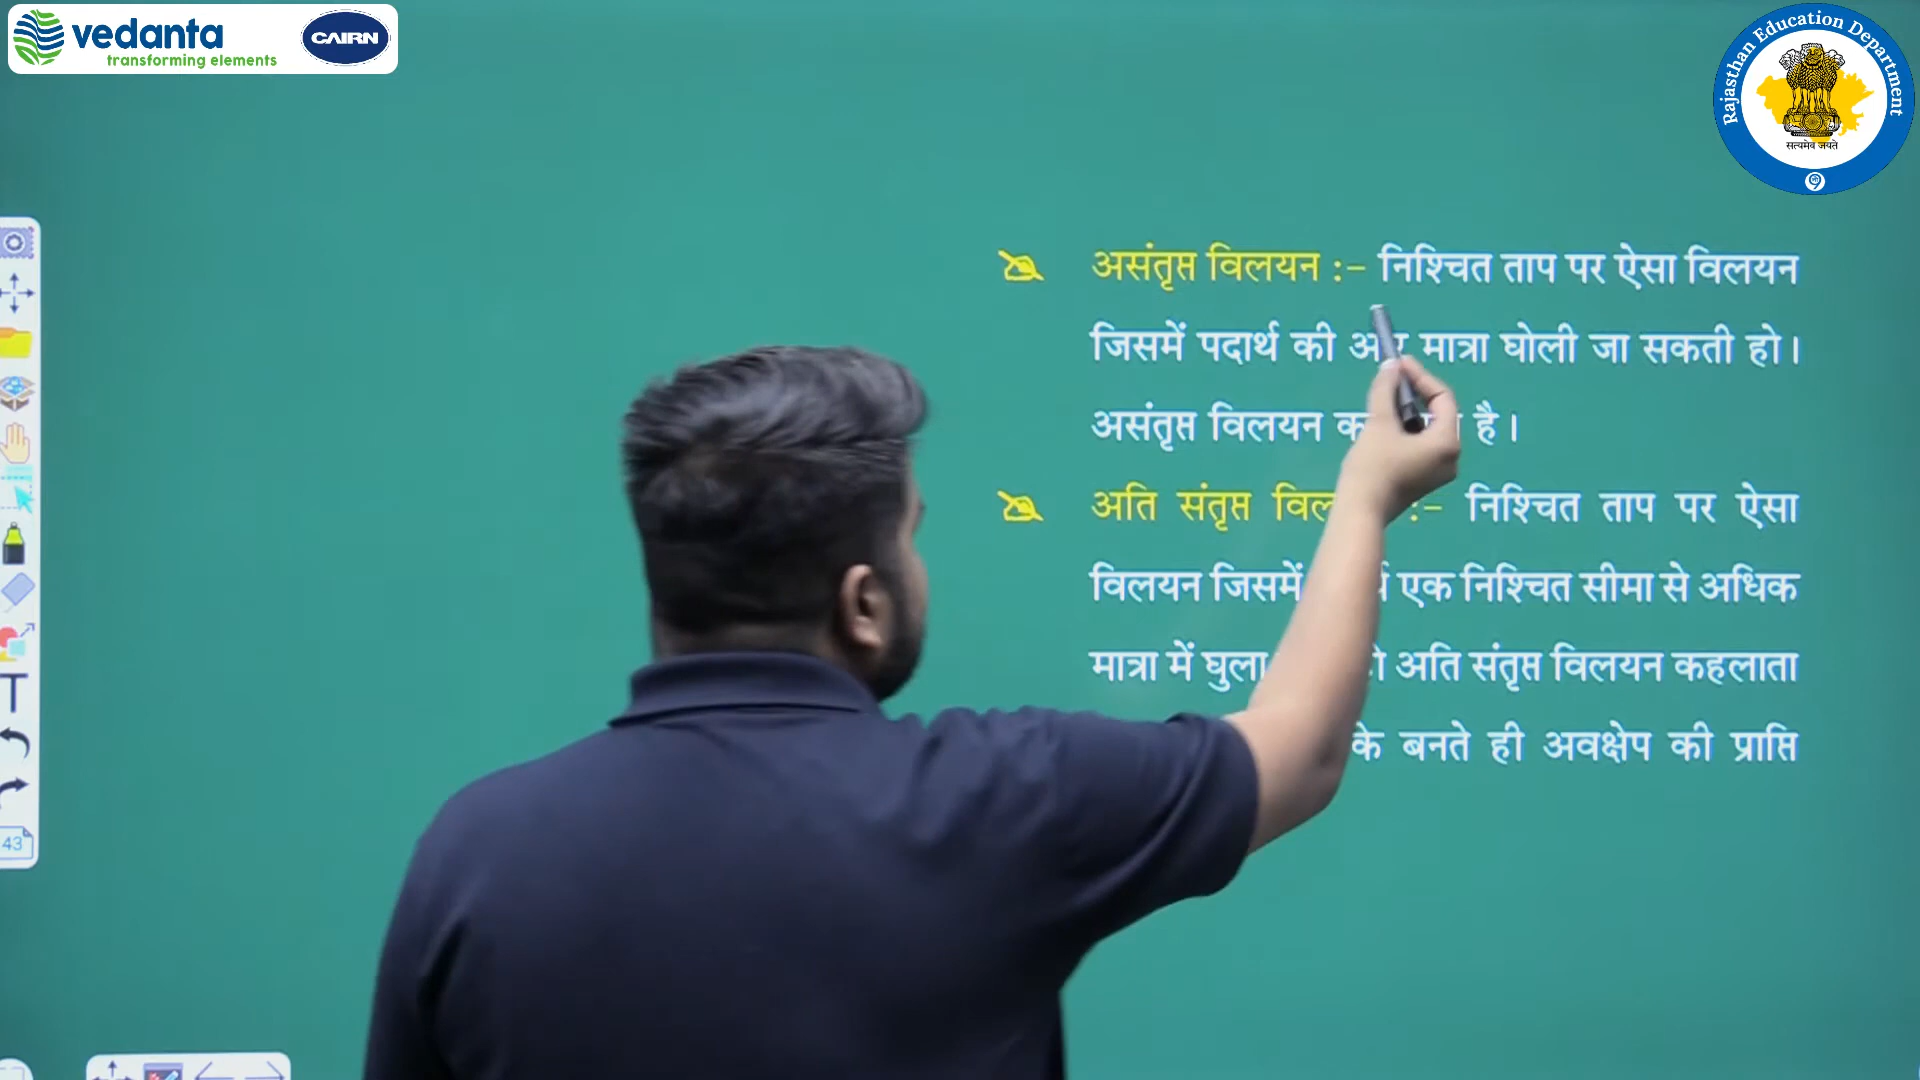 vedanta
transforming elements
CAIRN
Rajasthan Education Department
सत्यमेव जयते
असंतृप्त विलयन :– निश्चित ताप पर ऐसा विलयन
जिसमें पदार्थ की और मात्रा घोली जा सकती हो।
असंतृप्त विलयन है।
अति संतृप्त :– निश्चित ताप पर ऐसा
विलयन जिसमें एक निश्चित सीमा से अधिक
मात्रा में घुला अति संतृप्त विलयन कहलाता
के बनते ही अवक्षेप की प्राप्ति
T
43